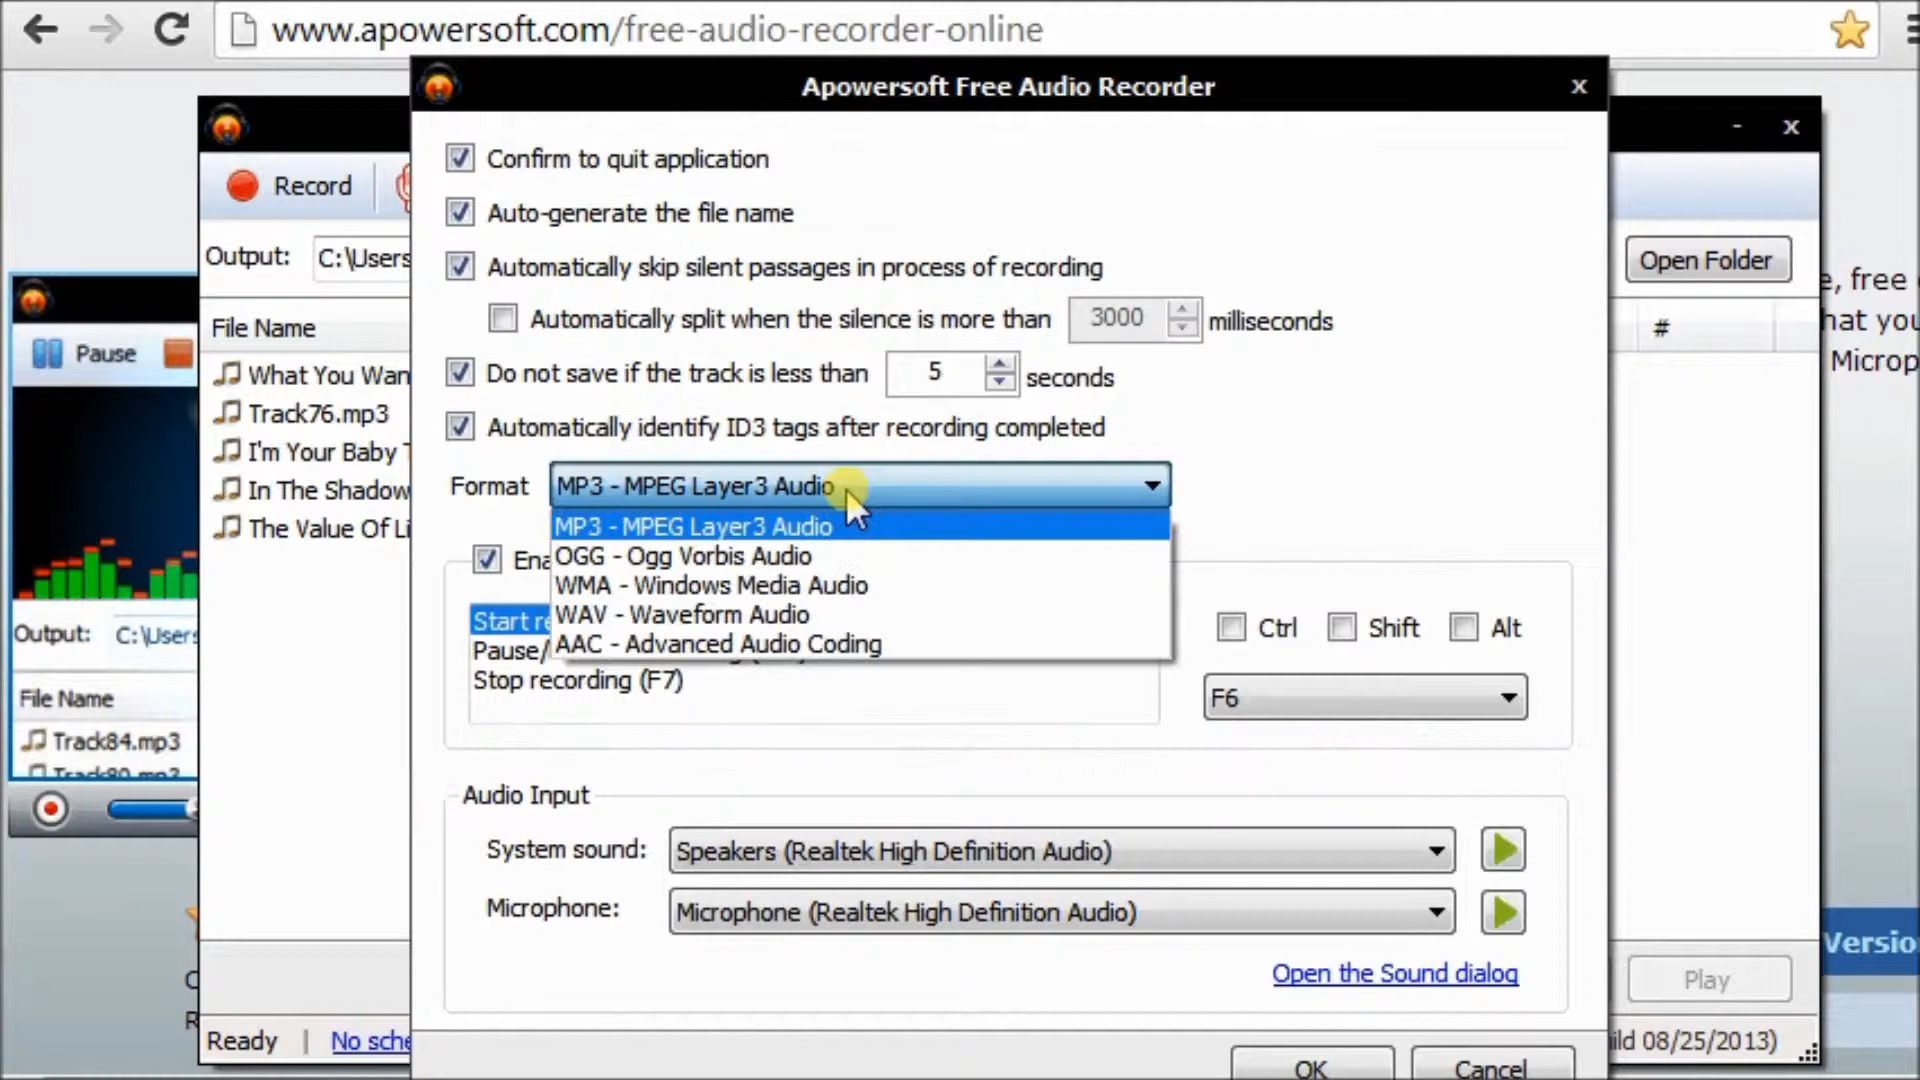 www.apowersoft.com/free-audio-recorder-online
Apowersoft Free Audio Recorder
x
- x
Confirm to quit application
Record
Auto-generate the file name
Output: C:\Users
Automatically skip silent passages in process of recording
Open Folder
e, free
Automatically split when the silence is more than 3000 milliseconds
File Name
#
hat you
Pause
Do not save if the track is less than 5 seconds
What You Wan
Microp
Track76.mp3
Automatically identify ID3 tags after recording completed
I'm Your Baby T
In The Shadow
Format MP3 - MPEG Layer3 Audio
The Value Of Li
MP3 - MPEG Layer3 Audio
OGG - Ogg Vorbis Audio
WMA - Windows Media Audio
WAV - Waveform Audio
AAC - Advanced Audio Coding
Ena
Start re
Pause/
Stop recording (F7)
Ctrl Shift Alt
F6
Output: C:\Users
File Name
Track84.mp3
Track80.mp3
Audio Input
System sound: Speakers (Realtek High Definition Audio)
Microphone: Microphone (Realtek High Definition Audio)
Open the Sound dialog
Versio
Play
Ready | No sche
ild 08/25/2013)
OK Cancel